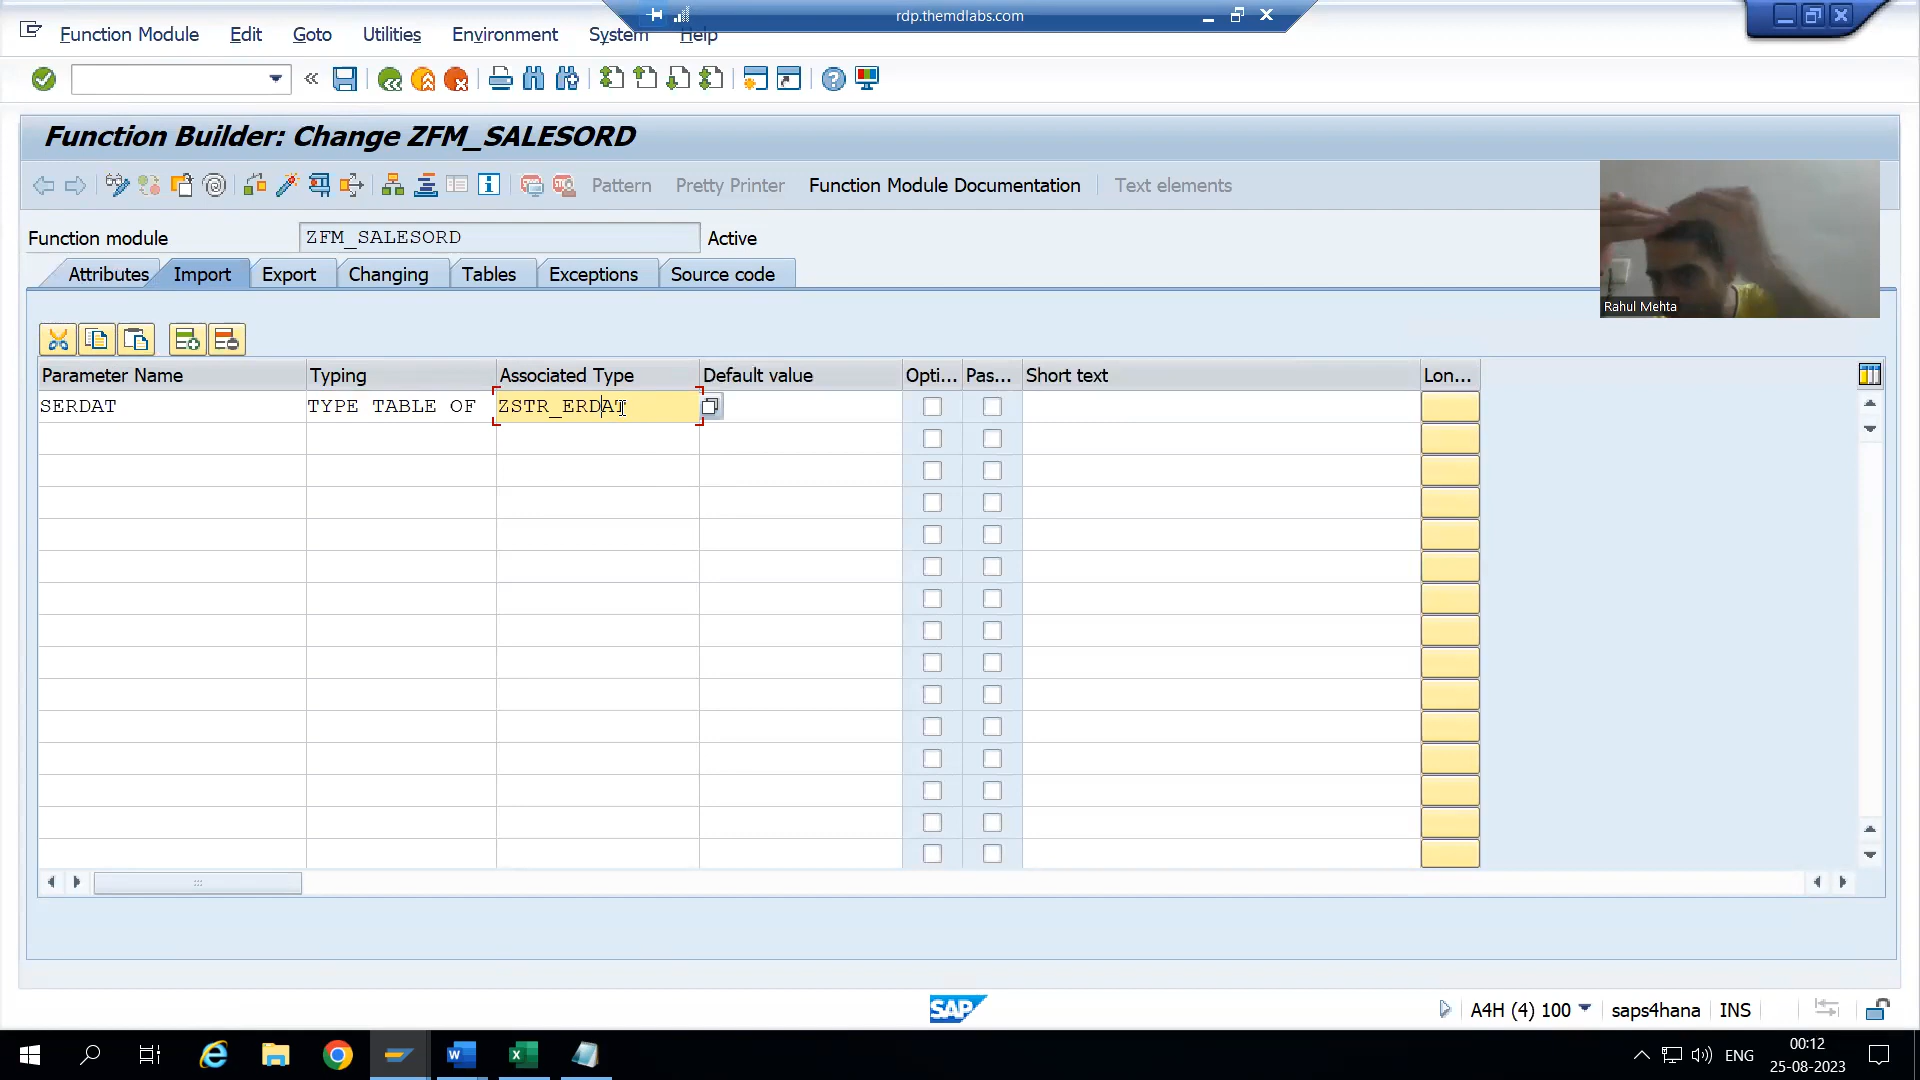 rdp.themdlabs.com
Function Module Edit Goto Utilities Environment System Help
Function Builder: Change ZFM_SALESORD
Pattern Pretty Printer Function Module Documentation Text elements
Function module ZFM_SALESORD Active
Attributes Import Export Changing Tables Exceptions Source code
Rahul Mehta
Parameter Name Typing Associated Type Default value Opti... Pas... Short text Lon...
SERDAT TYPE TABLE OF ZSTR_ERDAT
SAP
A4H (4) 100 saps4hana INS
00:12
ENG
25-08-2023